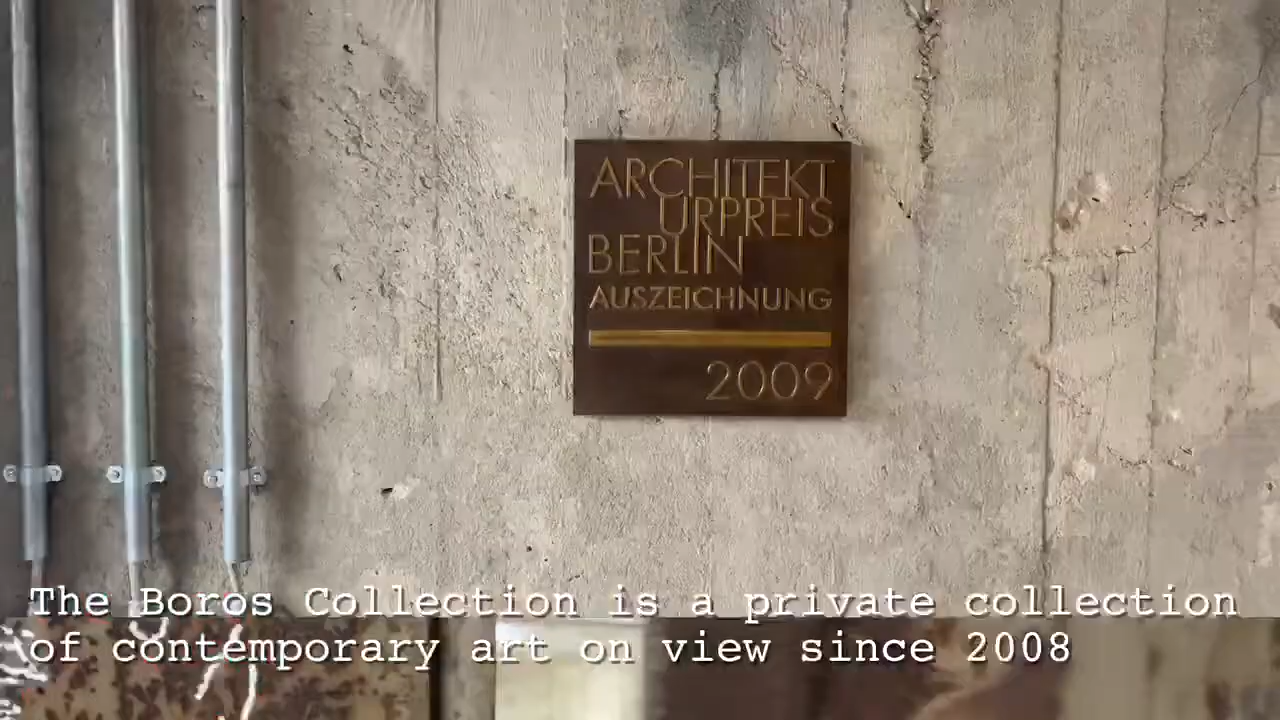 ARCHITEKT
URPREIS
BERLIN
AUSZEICHNUNG
2009
The Boros Collection is a private collection
of contemporary art on view since 2008